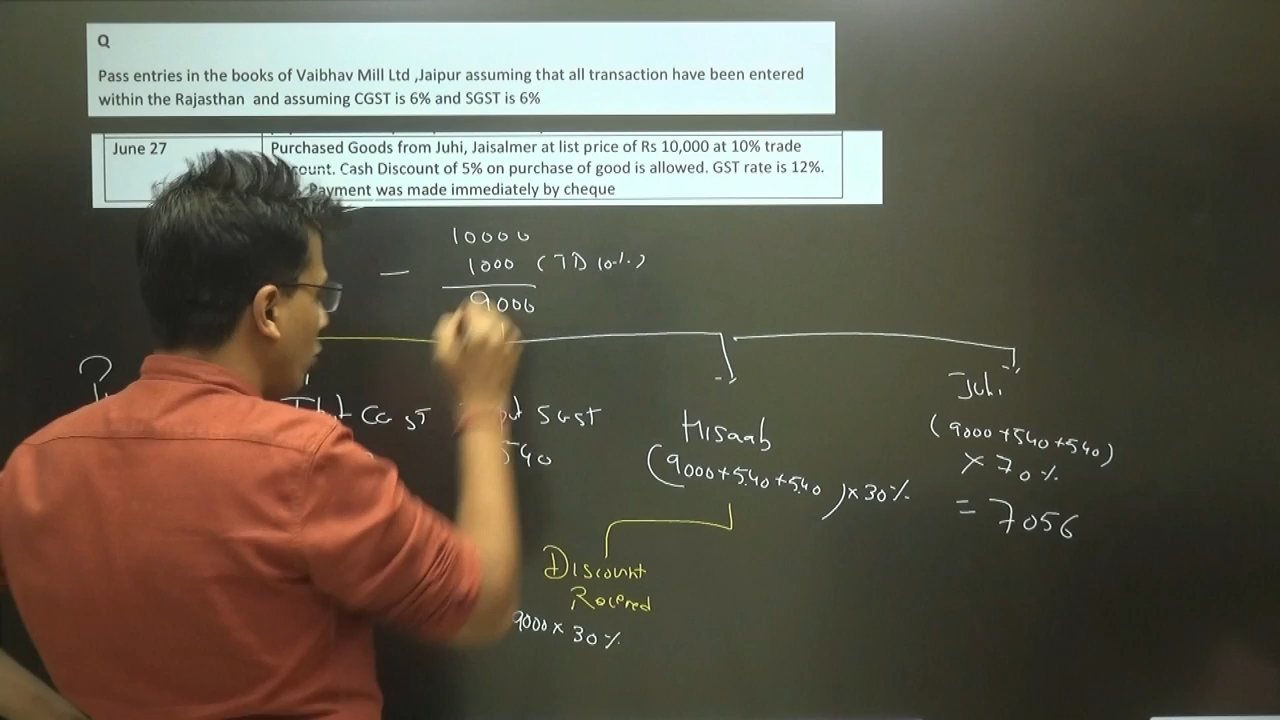 Q
Pass entries in the books of Vaibhav Mill Ltd ,Jaipur assuming that all transaction have been entered
within the Rajasthan and assuming CGST is 6% and SGST is 6%
June 27
Purchased Goods from Juhi, Jaisalmer at list price of Rs 10,000 at 10% trade
count. Cash Discount of 5% on purchase of good is allowed. GST rate is 12%.
Payment was made immediately by cheque
10000
— 1000 (TD 10%)
9000
CGST
SGST
540
Hisaab
(9000+540+540)×30%
Juhi
(9000+540+540)
× 70%
= 7056
Discount
Received
9000× 30%